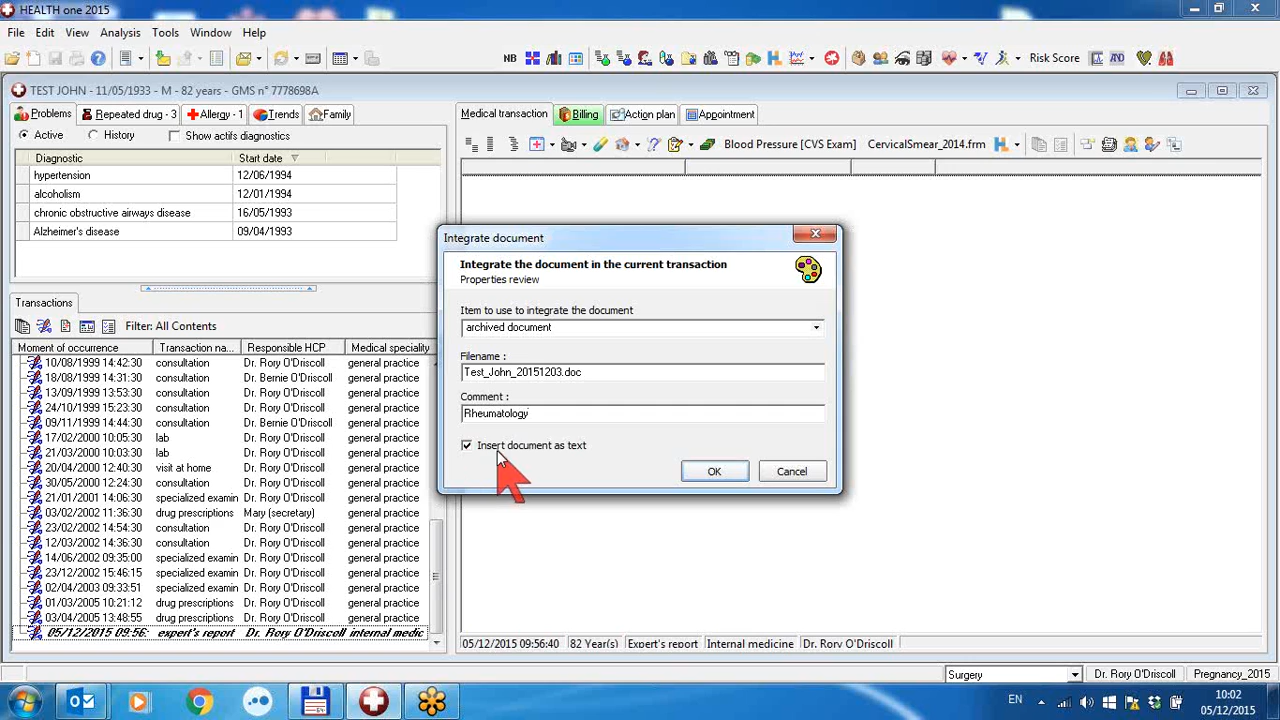 HEALTH one 2015
File Edit View Analysis Tools Window Help
NB Risk Score
TEST JOHN - 11/05/1933 - M - 82 years - GMS n° 7778698A
Problems Repeated drug - 3 Allergy - 1 Trends Family
Active History Show actifs diagnostics
Diagnostic Start date
hypertension 12/06/1994
alcoholism 12/01/1994
chronic obstructive airways disease 16/05/1993
Alzheimer's disease 09/04/1993
Medical transaction Billing Action plan Appointment
Blood Pressure [CVS Exam] CervicalSmear_2014.frm
Integrate document
Integrate the document in the current transaction
Properties review
Item to use to integrate the document
archived document
Filename :
Test_John_20151203.doc
Comment :
Rheumatology
Insert document as text
OK Cancel
Transactions
Filter: All Contents
Moment of occurrence Transaction na... Responsible HCP Medical speciality
10/08/1999 14:42:30 consultation Dr. Rory O'Driscoll general practice
18/08/1999 14:31:30 consultation Dr. Bernie O'Driscoll general practice
13/09/1999 13:53:30 consultation Dr. Rory O'Driscoll general practice
24/10/1999 15:23:30 consultation Dr. Rory O'Driscoll general practice
09/11/1999 14:44:30 consultation Dr. Bernie O'Driscoll general practice
17/02/2000 10:05:30 lab Dr. Rory O'Driscoll general practice
21/03/2000 10:53:30 lab Dr. Rory O'Driscoll general practice
20/04/2000 12:40:30 visit at home Dr. Rory O'Driscoll general practice
30/05/2000 12:24:30 consultation Dr. Rory O'Driscoll general practice
21/01/2001 14:06:30 specialized examin Dr. Rory O'Driscoll general practice
03/02/2002 11:36:30 drug prescriptions Mary (secretary) general practice
23/02/2002 14:54:30 consultation Dr. Rory O'Driscoll general practice
12/06/2002 14:28:30 consultation Dr. Rory O'Driscoll general practice
14/06/2002 09:35:00 specialized examin Dr. Rory O'Driscoll general practice
23/12/2002 15:46:15 specialized examin Dr. Rory O'Driscoll general practice
02/04/2003 09:33:51 specialized examin Dr. Rory O'Driscoll general practice
01/03/2005 10:21:12 drug prescriptions Dr. Rory O'Driscoll general practice
03/04/2005 13:48:55 drug prescriptions Dr. Rory O'Driscoll general practice
05/12/2015 09:56: expert's report Dr. Rory O'Driscoll internal medic
05/12/2015 09:56:40 82 Year(s) Expert's report Internal medicine Dr. Rory O'Driscoll
Surgery Dr. Rory O'Driscoll Pregnancy_2015
EN 10:02
05/12/2015